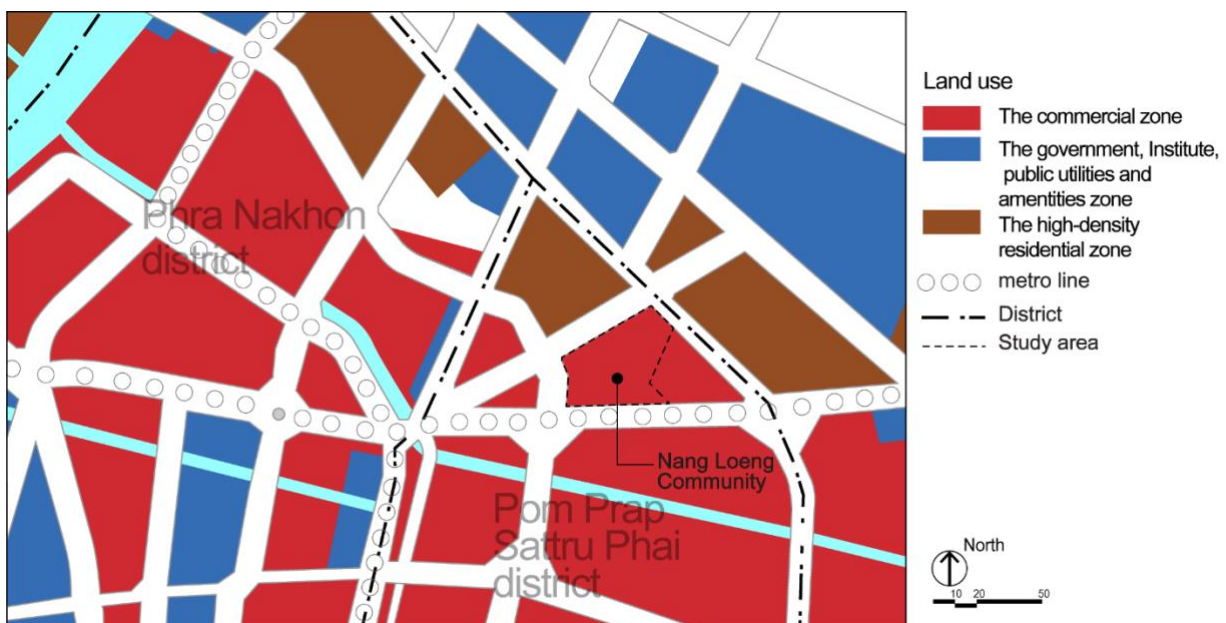 Phra Nakhon
district
Nang Loeng
Community
Pom Prap
Sattru Phai
district
Land use
The commercial zone
The government, Institute,
public utilities and
amentities zone
The high-density
residential zone
metro line
District
Study area
North
10 20 50